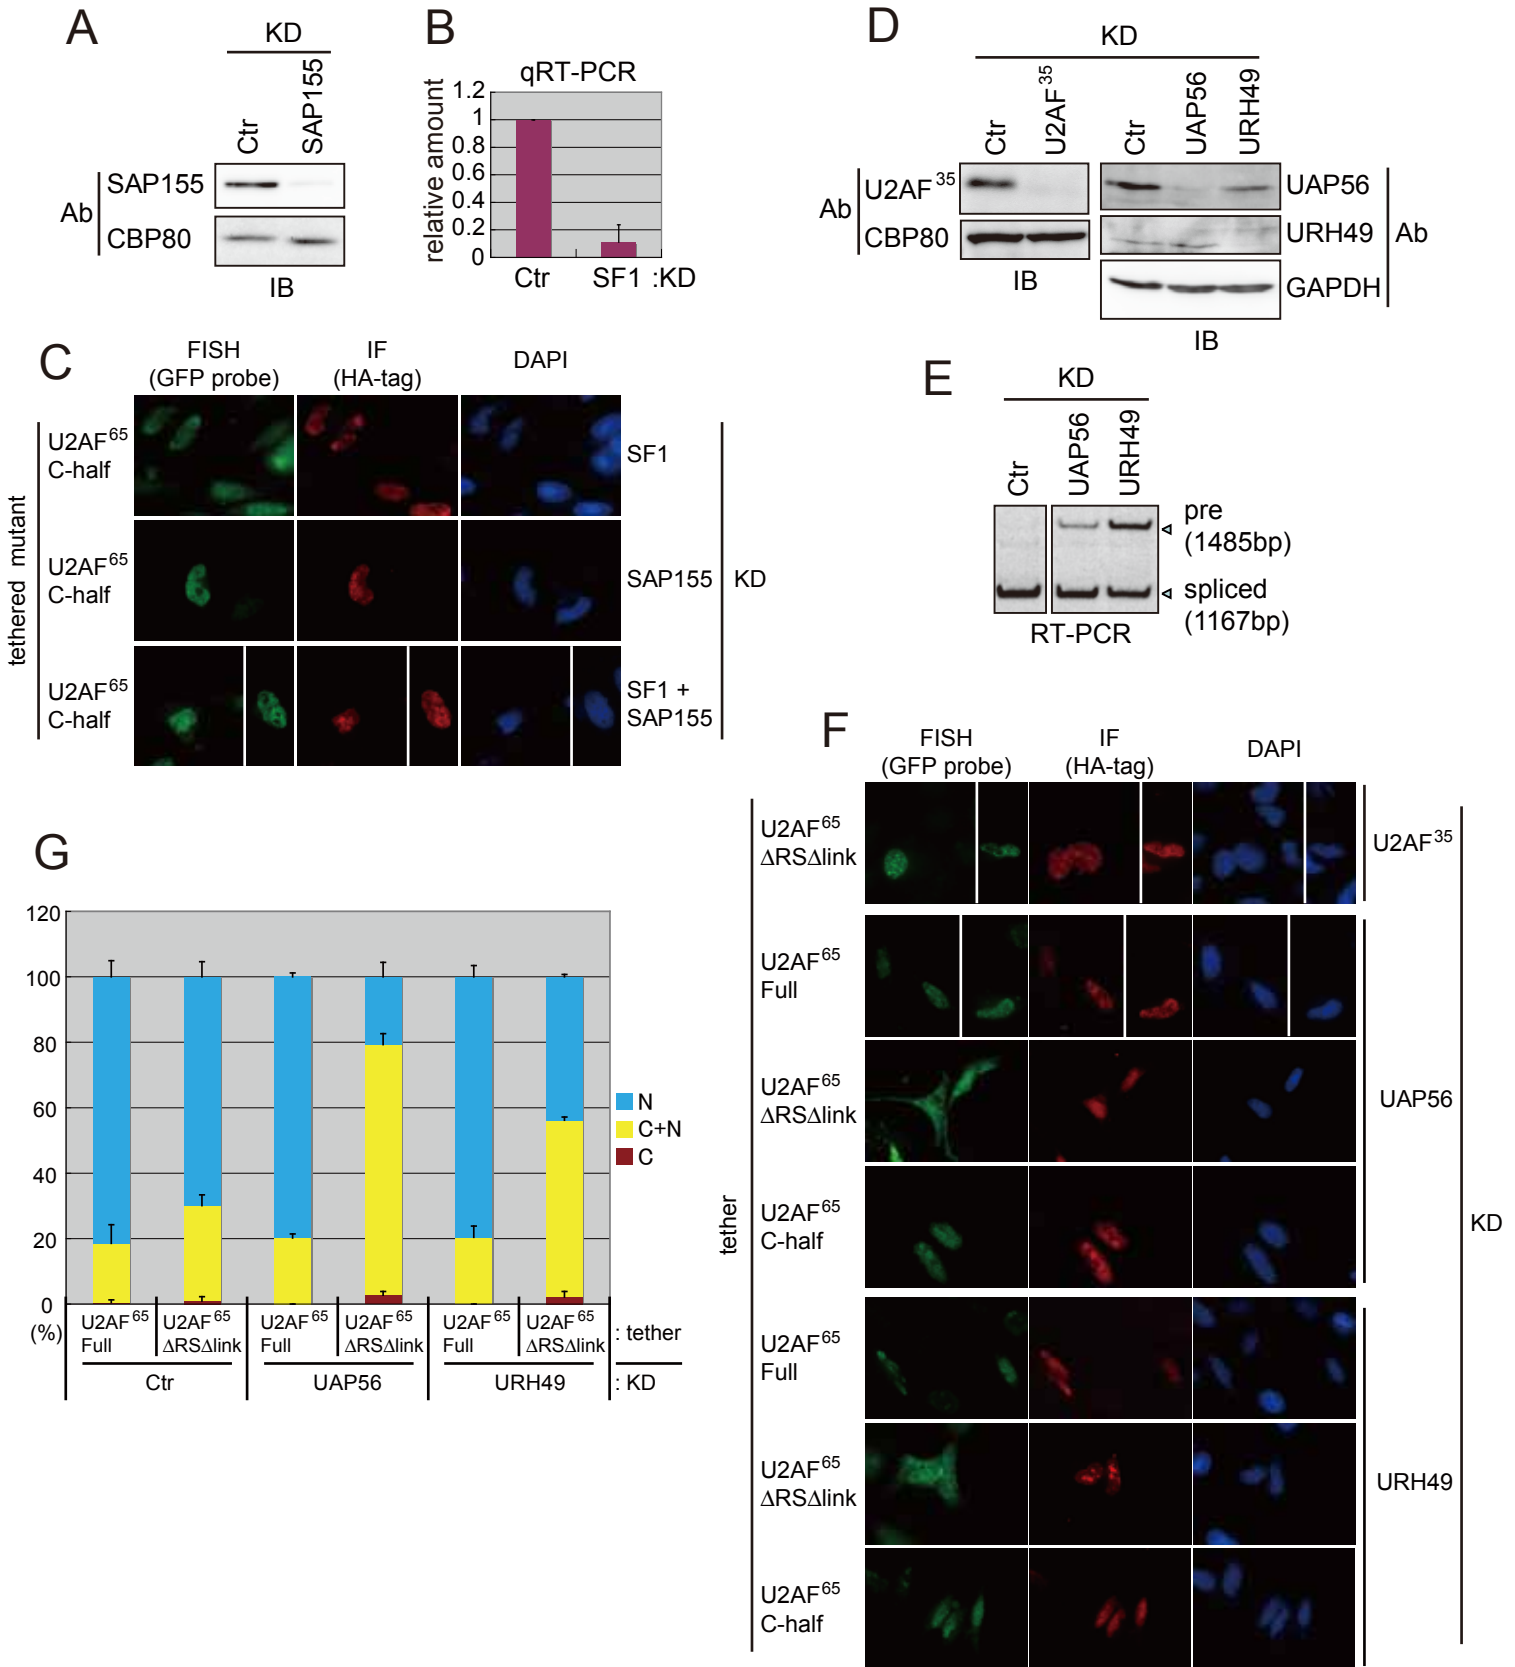 A
KD
Ctr
SAP155
Ab
SAP155
CBP80
IB
B
qRT-PCR
relative amount
1.2
1
0.8
0.6
0.4
0.2
0
Ctr
SF1
:KD
C
FISH
(GFP probe)
IF
(HA-tag)
DAPI
tethered mutant
U2AF65
C-half
SF1
U2AF65
C-half
SAP155
U2AF65
C-half
SF1 +
SAP155
KD
D
KD
Ctr
U2AF35
Ctr
UAP56
URH49
Ab
U2AF35
CBP80
IB
UAP56
URH49
GAPDH
Ab
IB
E
KD
Ctr
UAP56
URH49
pre
(1485bp)
spliced
(1167bp)
RT-PCR
F
FISH
(GFP probe)
IF
(HA-tag)
DAPI
tether
U2AF65
ΔRSΔlink
U2AF35
U2AF65
Full
U2AF65
ΔRSΔlink
UAP56
U2AF65
C-half
U2AF65
Full
U2AF65
ΔRSΔlink
URH49
U2AF65
C-half
KD
G
120
100
80
60
40
20
0
(%)
N
C+N
C
U2AF65
Full
U2AF65
ΔRSΔlink
U2AF65
Full
U2AF65
ΔRSΔlink
U2AF65
Full
U2AF65
ΔRSΔlink
: tether
Ctr
UAP56
URH49
: KD